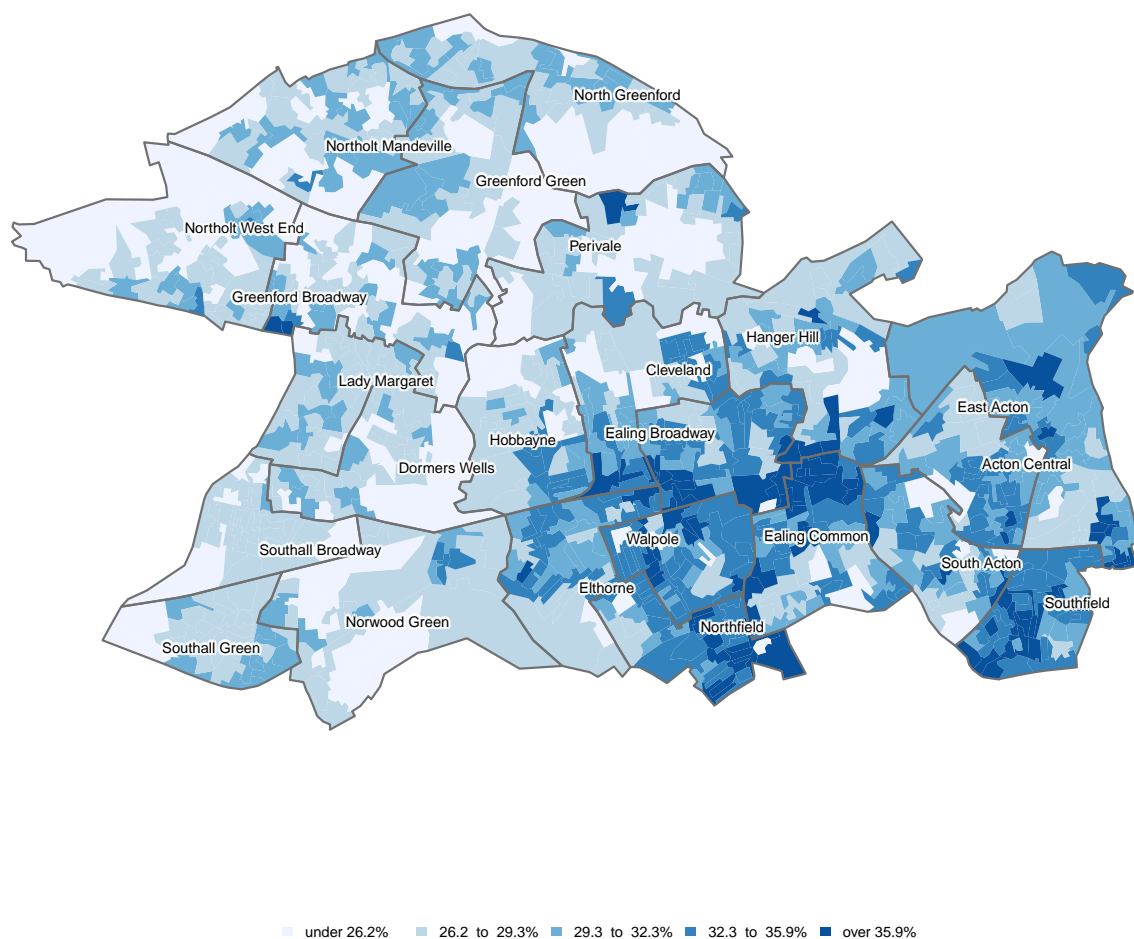 North Greenford
Northolt Mandeville
Greenford Green
Northolt West End
Perivale
Greenford Broadway
Hanger Hill
Cleveland
Lady Margaret
East Acton
Ealing Broadway
Hobbayne
Acton Central
Dormers Wells
Ealing Common
Walpole
Southall Broadway
South Acton
Elthorne
Southfield
Norwood Green
Northfield
Southall Green
under 26.2% 26.2 to 29.3% 29.3 to 32.3% 32.3 to 35.9% over 35.9%